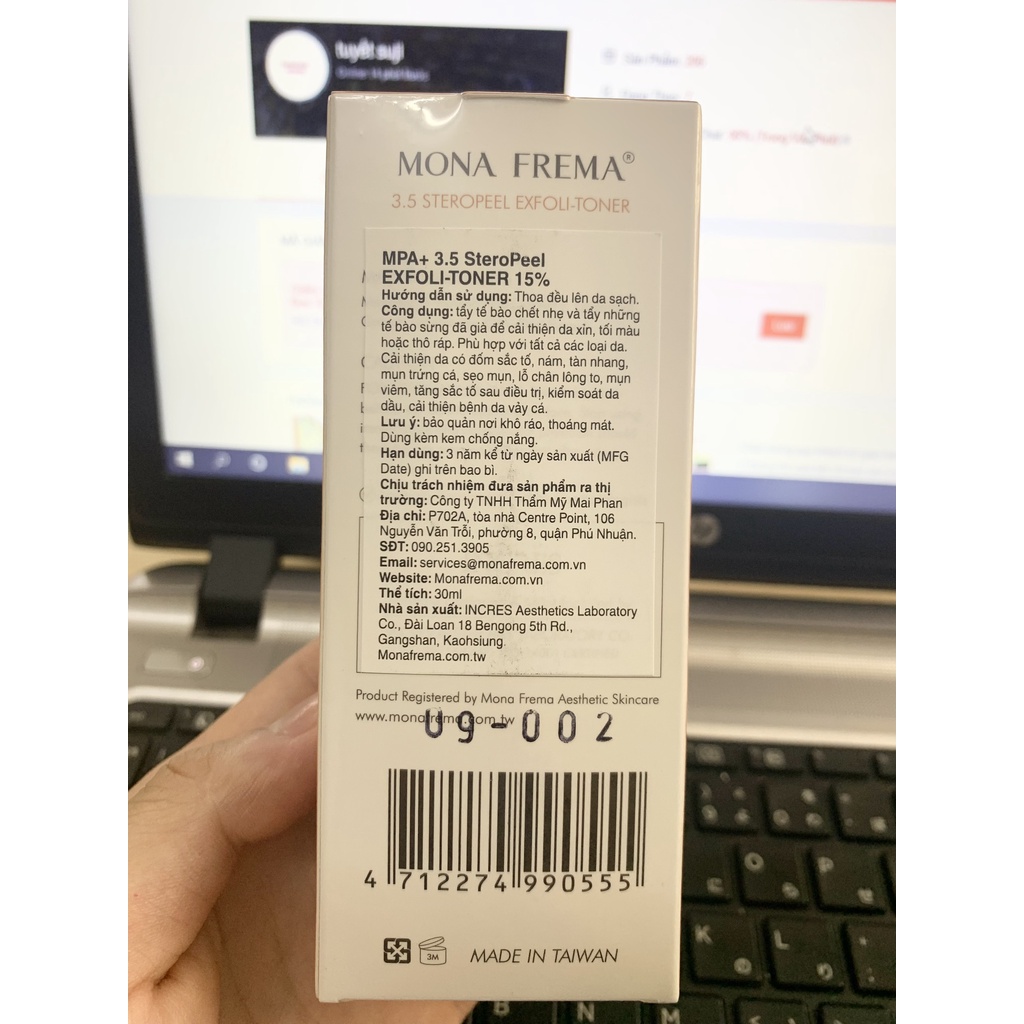 tuyết suji
MONA FREMA®
3.5 STEROPEEL EXFOLI-TONER
MPA+ 3.5 SteroPeel
EXFOLI-TONER 15%
Hướng dẫn sử dụng: Thoa đều lên da sạch.
Công dụng: tẩy tế bào chết nhẹ và tẩy những
tế bào sừng đã già để cải thiện da xỉn, tối màu
hoặc thô ráp. Phù hợp với tất cả các loại da.
Cải thiện da có đốm sắc tố, nám, tàn nhang,
mụn trứng cá, sẹo mụn, lỗ chân lông to, mụn
viêm, tăng sắc tố sau điều trị, kiểm soát da
dầu, cải thiện bệnh da vảy cá.
Lưu ý: bảo quản nơi khô ráo, thoáng mát.
Dùng kèm kem chống nắng.
Hạn dùng: 3 năm kể từ ngày sản xuất (MFG
Date) ghi trên bao bì.
Chịu trách nhiệm đưa sản phẩm ra thị
trường: Công ty TNHH Thẩm Mỹ Mai Phan
Địa chỉ: P702A, tòa nhà Centre Point, 106
Nguyễn Văn Trỗi, phường 8, quận Phú Nhuận.
SĐT: 090.251.3905
Email: services@monafrema.com.vn
Website: Monafrema.com.vn
Thể tích: 30ml
Nhà sản xuất: INCRES Aesthetics Laboratory
Co., Đài Loan 18 Bengong 5th Rd.,
Gangshan, Kaohsiung.
Monafrema.com.tw
Product Registered by Mona Frema Aesthetic Skincare
www.monafrema.com.tw
U9-002
4 712274 990555
3M
MADE IN TAIWAN
O
P
K
L
B
N
M